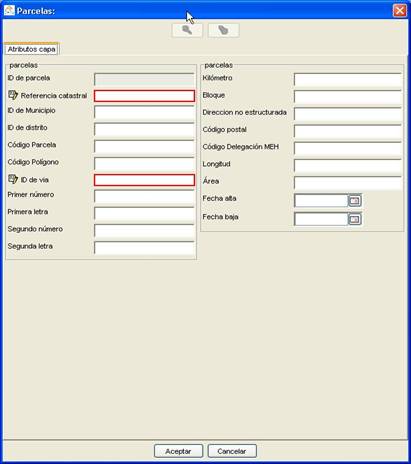 Parcelas:
Atributos capa
parcelas
ID de parcela
Referencia catastral
ID de Municipio
ID de distrito
Código Parcela
Código Polígono
ID de via
Primer número
Primera letra
Segundo número
Segunda letra
parcelas
Kilómetro
Bloque
Direccion no estructurada
Código postal
Código Delegación MEH
Longitud
Área
Fecha alta
Fecha baja
Aceptar
Cancelar